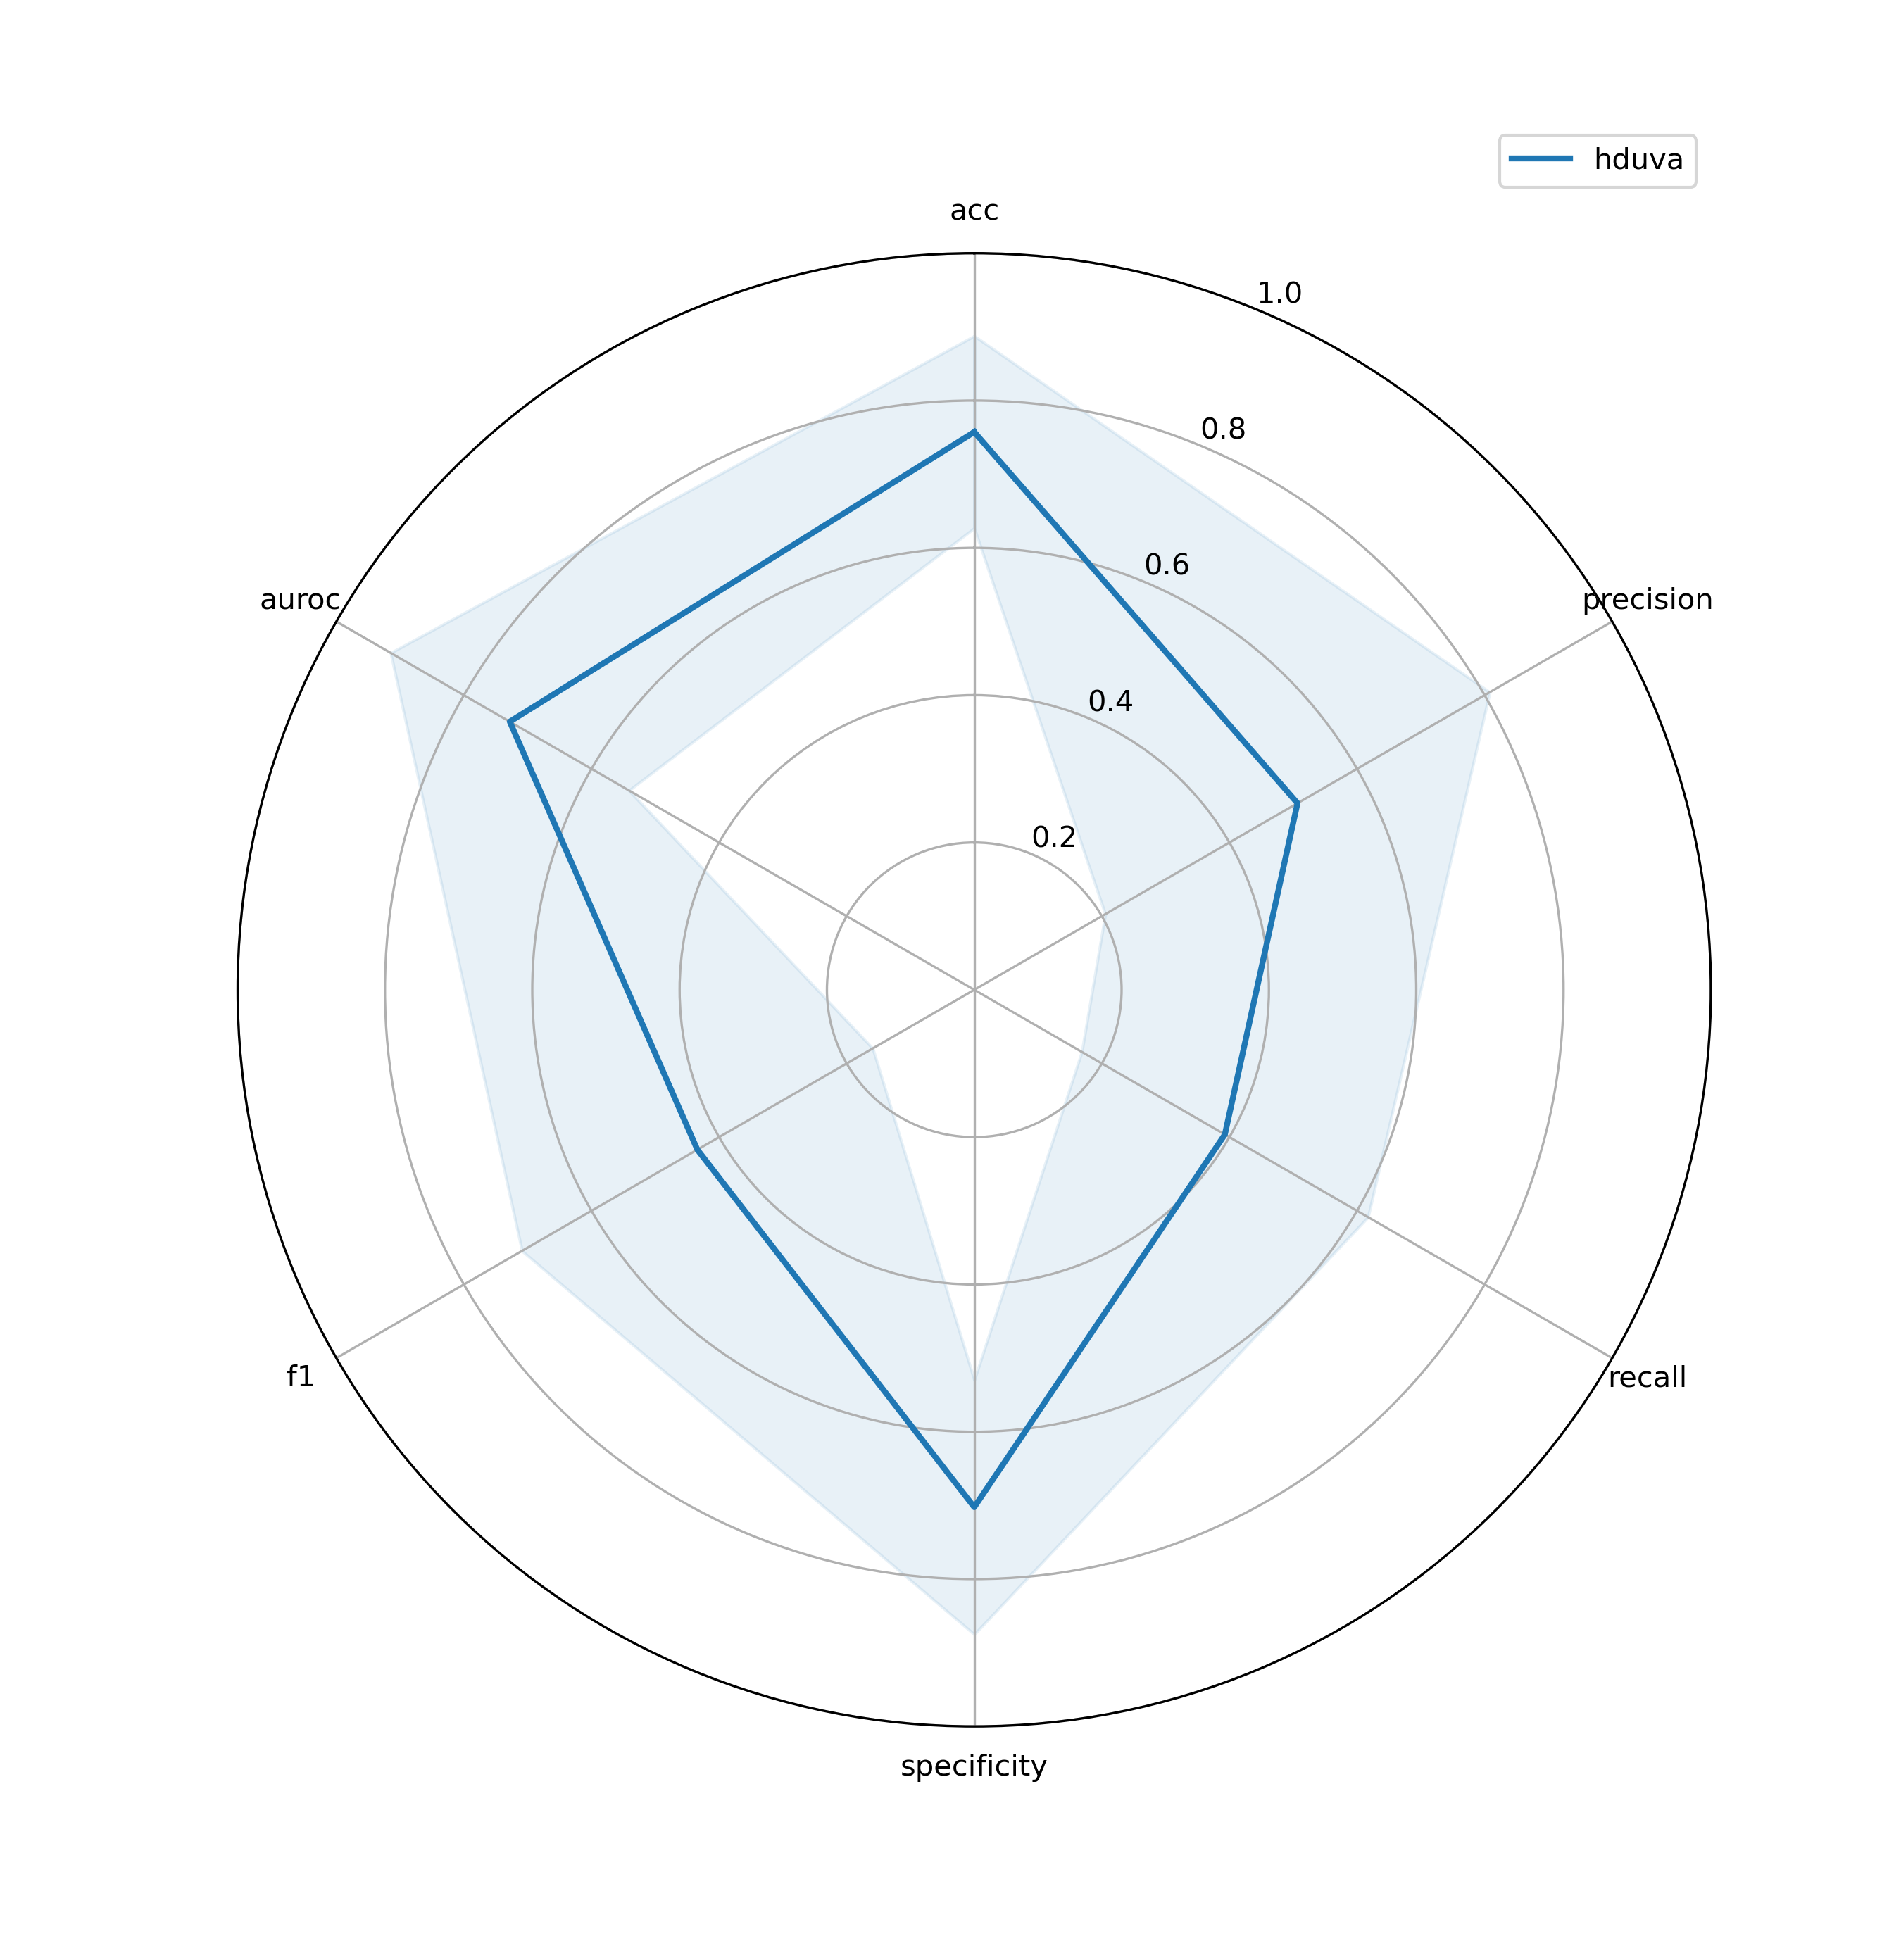 hduva
acc
1.0
0.8
0.6
auroc
precision
0.4
0.2
f1
recall
specificity